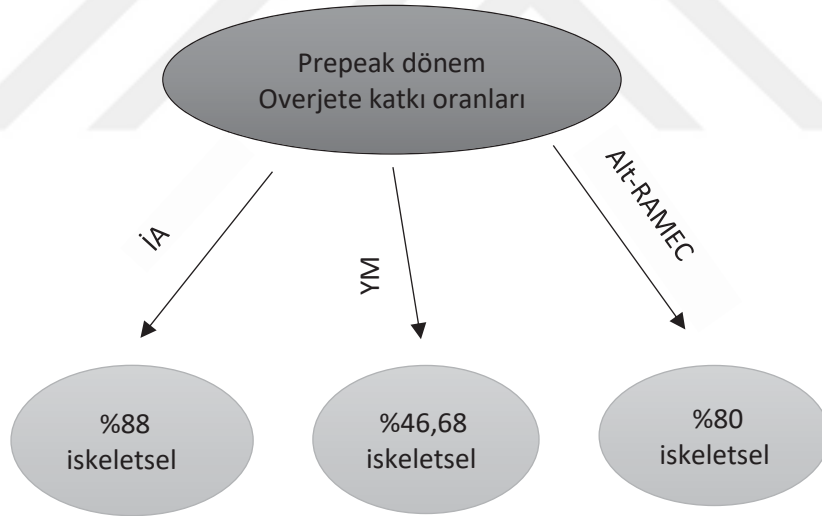 Prepeak dönem
Overjete katkı oranları
İA
YM
Alt-RAMEC
%88
iskeletsel
%46,68
iskeletsel
%80
iskeletsel